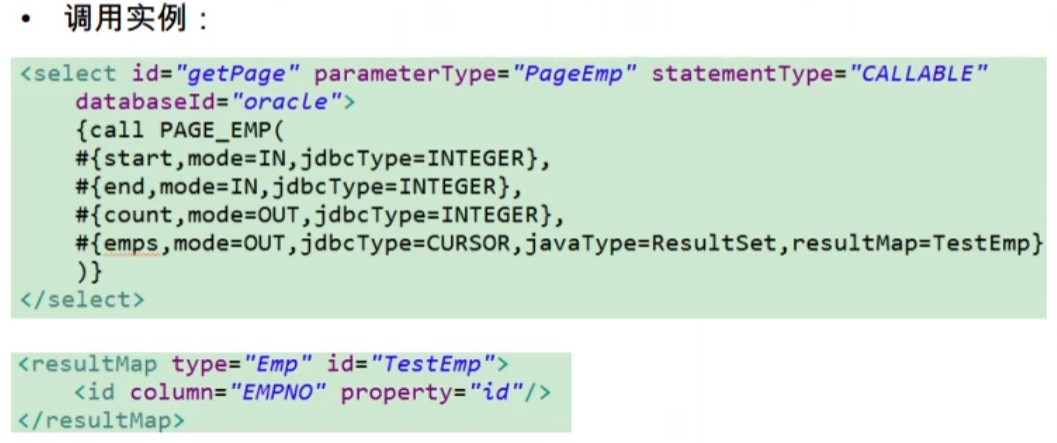 • 调用实例：
<select id="getPage" parameterType="PageEmp" statementType="CALLABLE"
databaseId="oracle">
{call PAGE_EMP(
#{start,mode=IN,jdbcType=INTEGER},
#{end,mode=IN,jdbcType=INTEGER},
#{count,mode=OUT,jdbcType=INTEGER},
#{emps,mode=OUT,jdbcType=CURSOR,javaType=ResultSet,resultMap=TestEmp}
)}
</select>
<resultMap type="Emp" id="TestEmp">
<id column="EMPNO" property="id"/>
</resultMap>